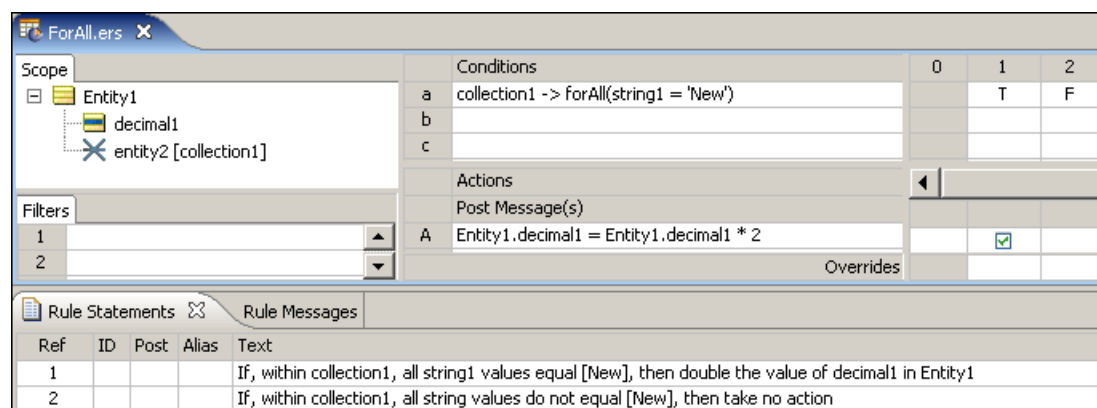 ForAll.ers
Scope
Entity1
decimal1
entity2 [collection1]
Filters
1
2
Conditions 0 1 2
a collection1 -> forAll(string1 = 'New') T F
b
c
Actions
Post Message(s)
A Entity1.decimal1 = Entity1.decimal1 * 2
Overrides
Rule Statements Rule Messages
Ref ID Post Alias Text
1 If, within collection1, all string1 values equal [New], then double the value of decimal1 in Entity1
2 If, within collection1, all string values do not equal [New], then take no action